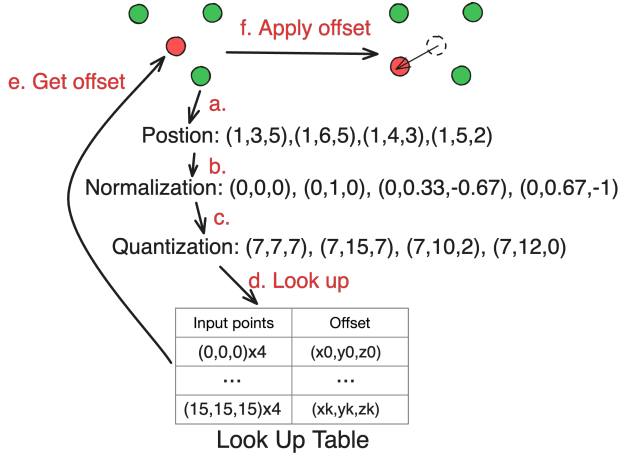 f. Apply offset
e. Get offset
a.
Postion: (1,3,5),(1,6,5),(1,4,3),(1,5,2)
b.
Normalization: (0,0,0), (0,1,0), (0,0.33,-0.67), (0,0.67,-1)
c.
Quantization: (7,7,7), (7,15,7), (7,10,2), (7,12,0)
d. Look up
Input points Offset
(0,0,0)x4 (x0,y0,z0)
... ...
(15,15,15)x4 (xk,yk,zk)
Look Up Table